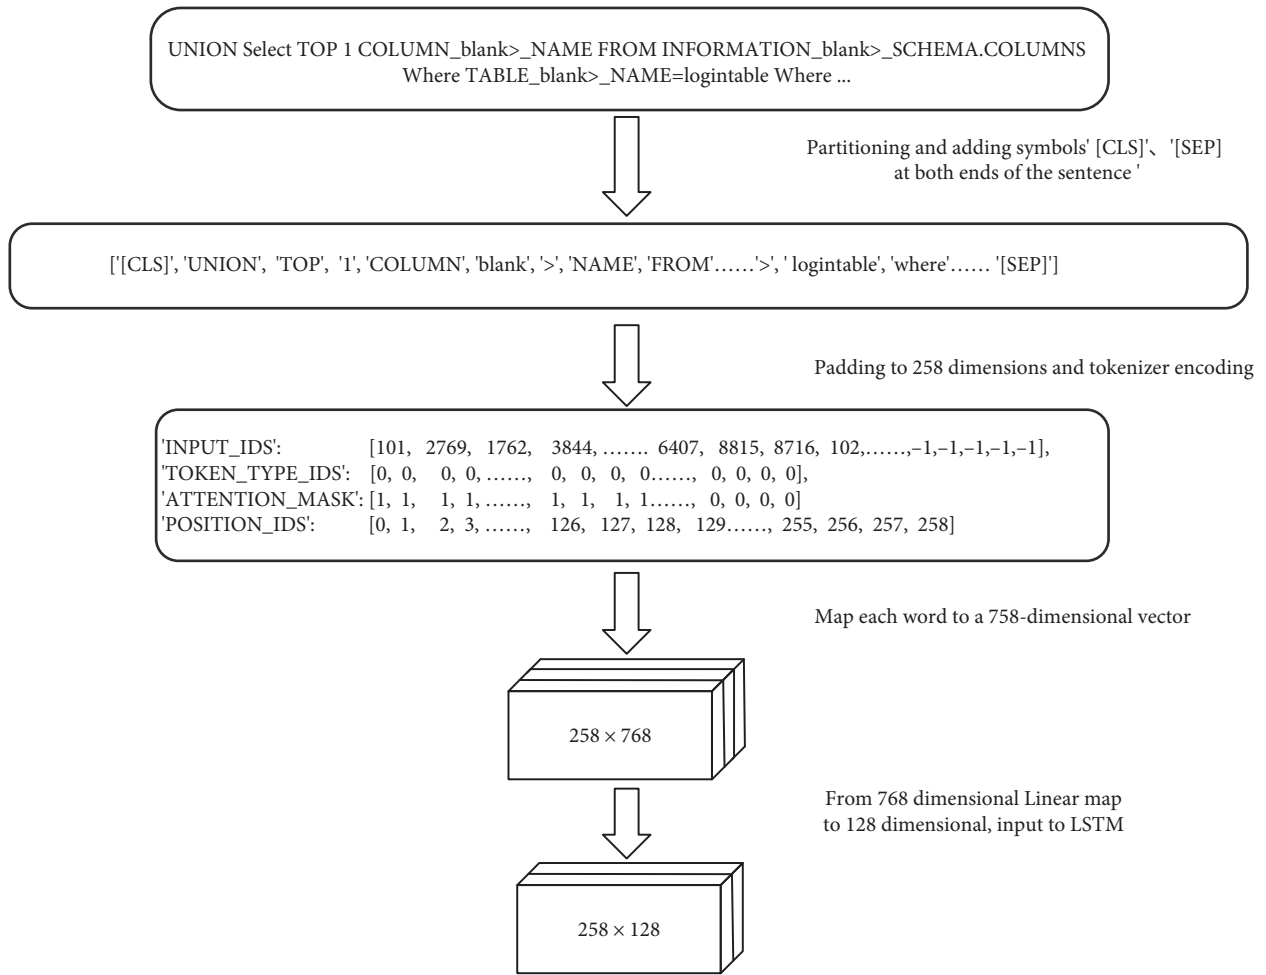 UNION Select TOP 1 COLUMN_blank>_NAME FROM INFORMATION_blank>_SCHEMA.COLUMNS
Where TABLE_blank>_NAME=logintable Where ...
Partitioning and adding symbols' [CLS]'、'[SEP]
at both ends of the sentence '
['[CLS]', 'UNION', 'TOP', '1', 'COLUMN', 'blank', '>', 'NAME', 'FROM'……'>', ' logintable', 'where'…… '[SEP]']
Padding to 258 dimensions and tokenizer encoding
'INPUT_IDS': [101, 2769, 1762, 3844, ……. 6407, 8815, 8716, 102,……,–1,–1,–1,–1,–1],
'TOKEN_TYPE_IDS': [0, 0, 0, 0, ……, 0, 0, 0, 0……, 0, 0, 0, 0],
'ATTENTION_MASK': [1, 1, 1, 1, ……, 1, 1, 1, 1……, 0, 0, 0, 0]
'POSITION_IDS': [0, 1, 2, 3, ……, 126, 127, 128, 129……, 255, 256, 257, 258]
Map each word to a 758-dimensional vector
258 × 768
From 768 dimensional Linear map
to 128 dimensional, input to LSTM
258 × 128